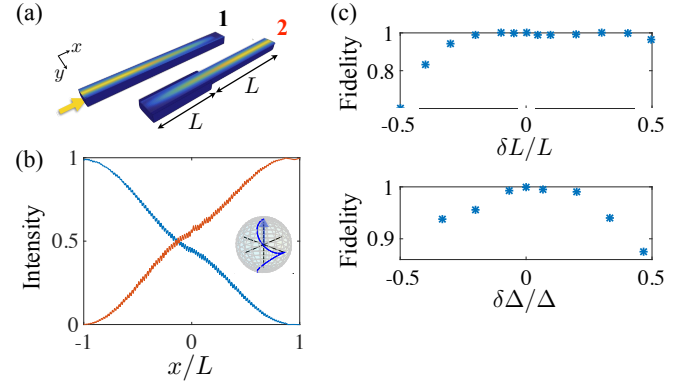 (a)
1
2
x
y
L
L
(b)
Intensity
1
0.5
0
-1
0
1
x/L
(c)
Fidelity
1
0.8
-0.5
0
0.5
δL/L
Fidelity
1
0.9
-0.5
0
0.5
δΔ/Δ